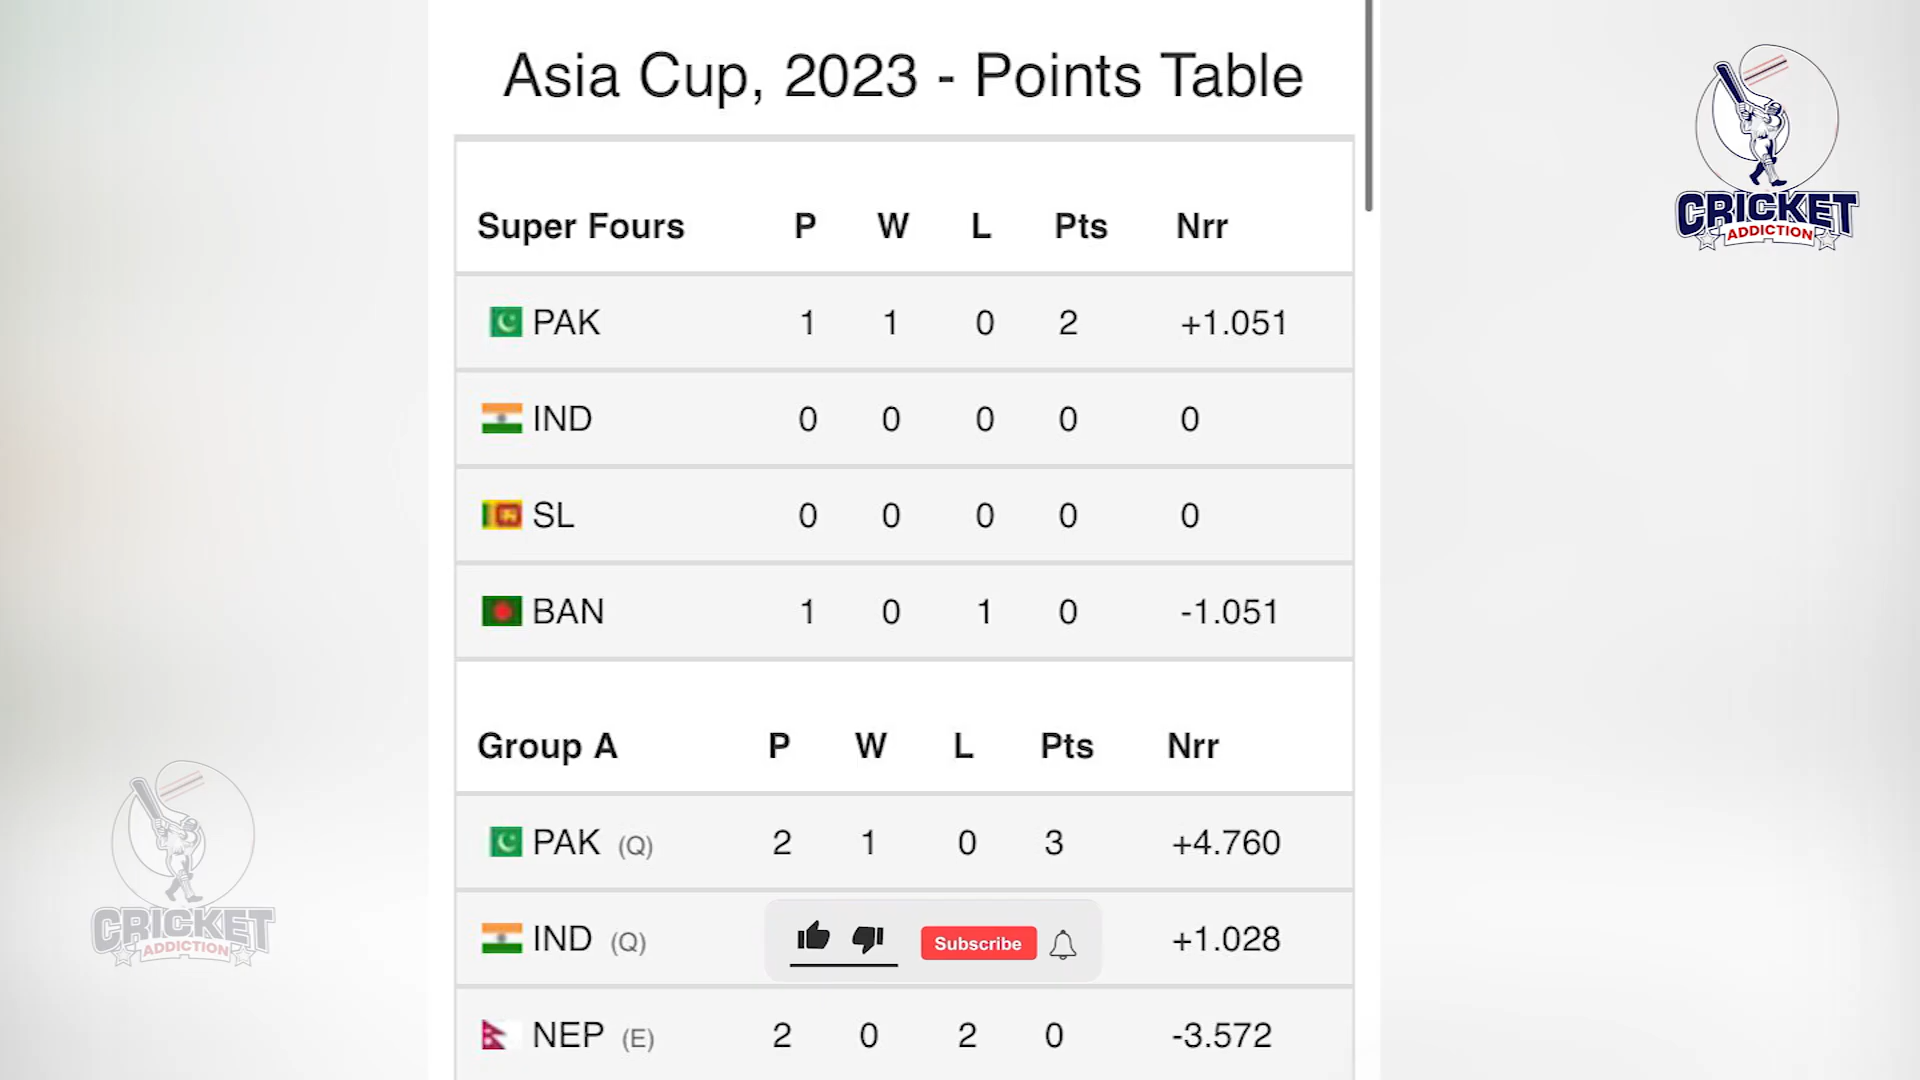 Asia Cup, 2023 - Points Table
CRICKET
ADDICTION
Super Fours P W L Pts Nrr
PAK 1 1 0 2 +1.051
IND 0 0 0 0 0
SL 0 0 0 0 0
BAN 1 0 1 0 -1.051
Group A P W L Pts Nrr
PAK (Q) 2 1 0 3 +4.760
IND (Q) Subscribe +1.028
NEP (E) 2 0 2 0 -3.572
CRICKET
ADDICTION